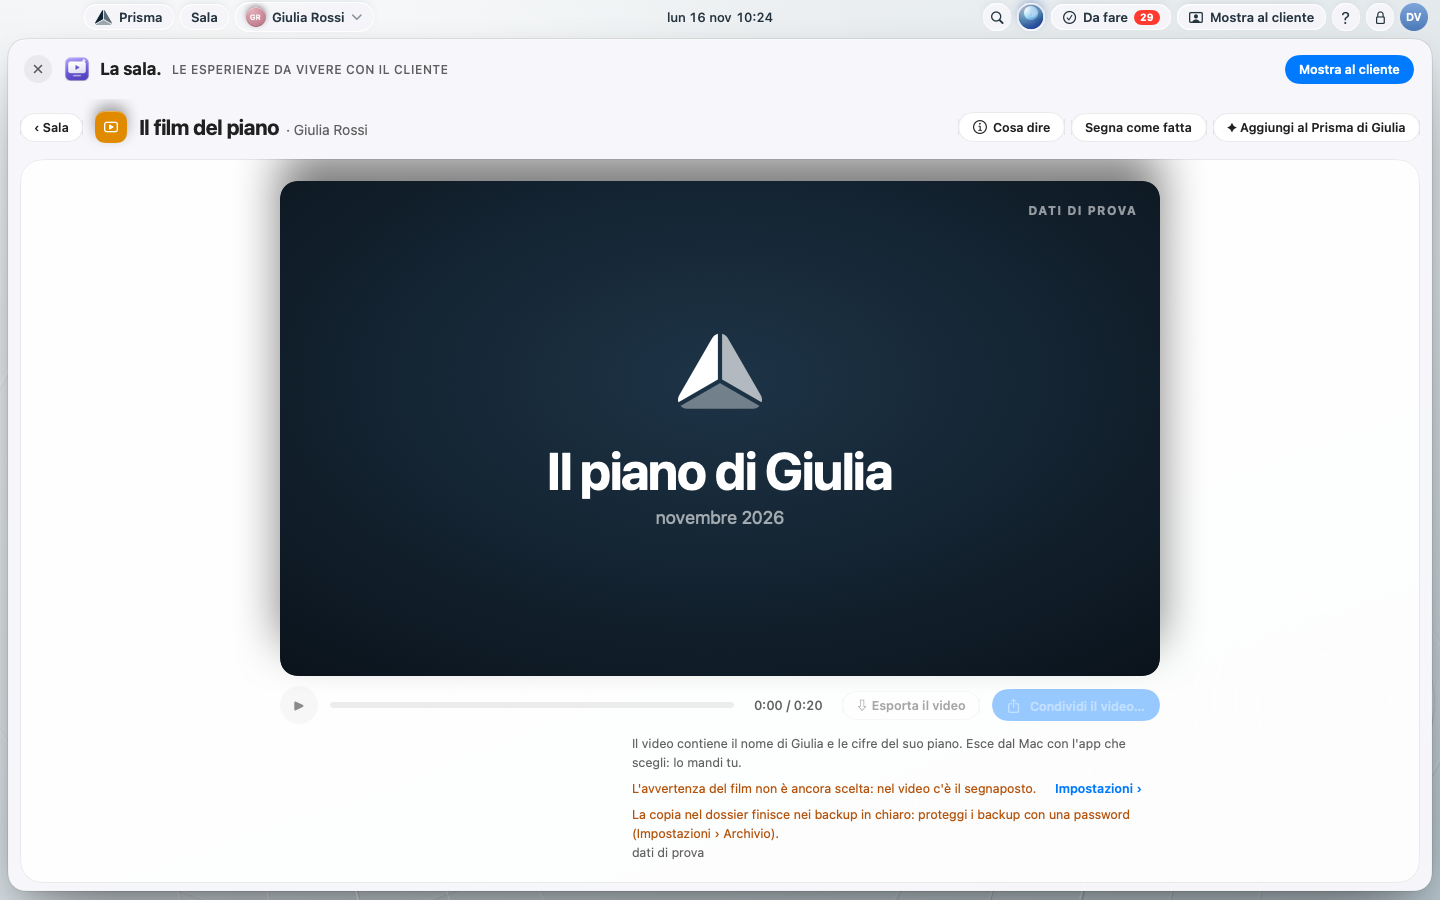 Prisma
Sala
GR Giulia Rossi
lun 16 nov 10:24
Da fare 29
Mostra al cliente
?
DV
La sala. LE ESPERIENZE DA VIVERE CON IL CLIENTE
Mostra al cliente
‹ Sala
Il film del piano · Giulia Rossi
Cosa dire
Segna come fatta
Aggiungi al Prisma di Giulia
DATI DI PROVA
Il piano di Giulia
novembre 2026
0:00 / 0:20
Esporta il video
Condividi il video...
Il video contiene il nome di Giulia e le cifre del suo piano. Esce dal Mac con l'app che
scegli: lo mandi tu.
L'avvertenza del film non è ancora scelta: nel video c'è il segnaposto. Impostazioni ›
La copia nel dossier finisce nei backup in chiaro: proteggi i backup con una password
(Impostazioni › Archivio).
dati di prova